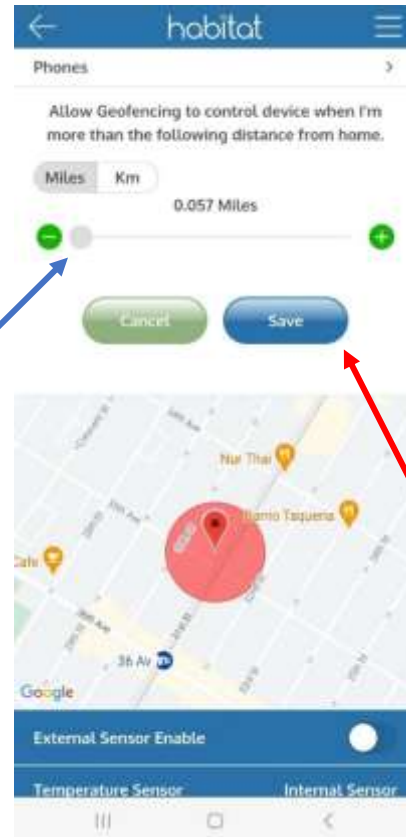 habitat
Phones
Allow Geofencing to control device when I'm
more than the following distance from home.
Miles Km
0.057 Miles
Cancel Save
Nur Thai
Taqueria
36 Av
Google
External Sensor Enable
Temperature Sensor Internal Sensor